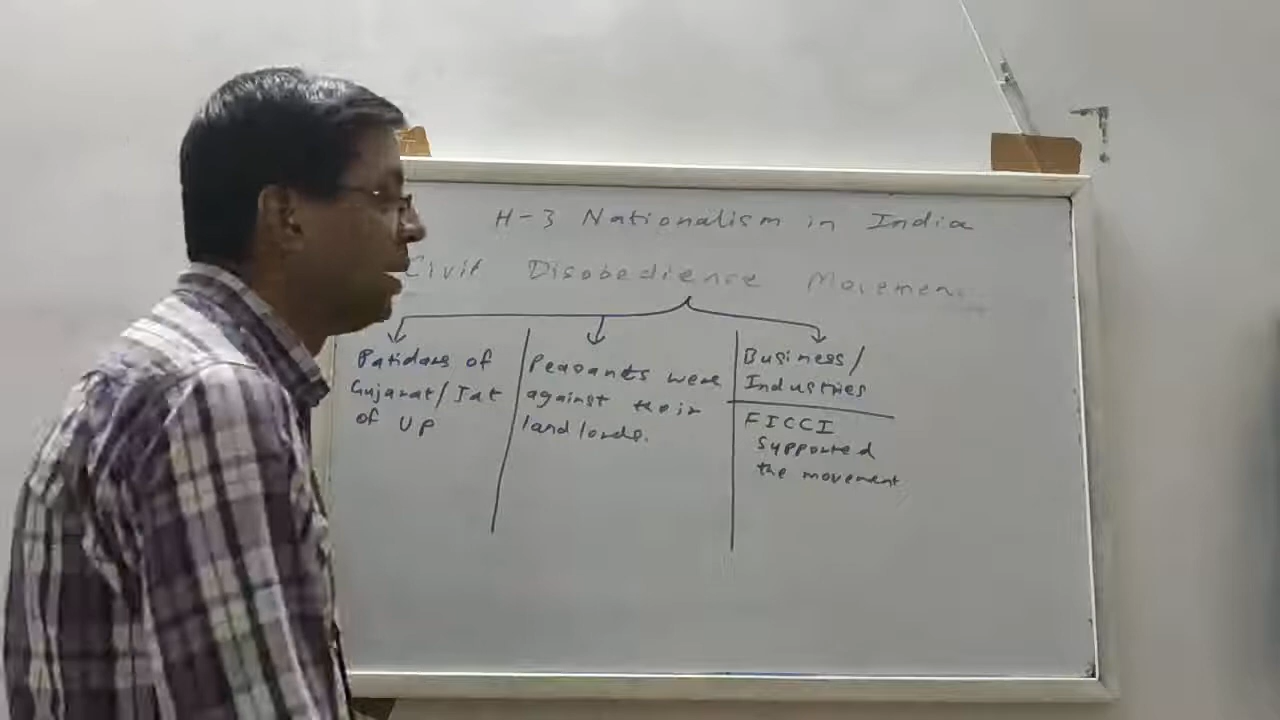 H-3 Nationalism in India
Civil Disobedience Movement
Patidars of
Gujarat/Jat
of UP
Peasants were
against their
landlords.
Business/
Industries
FICCI
Supported
the movement